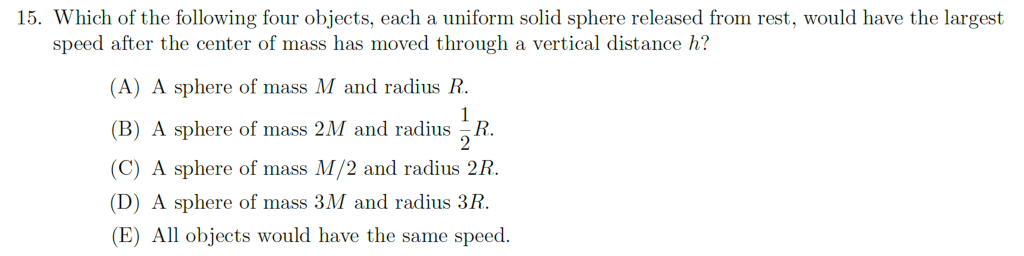 15. Which of the following four objects, each a uniform solid sphere released from rest, would have the largest
speed after the center of mass has moved through a vertical distance h?
(A) A sphere of mass M and radius R.
(B) A sphere of mass 2M and radius 1/2 R.
(C) A sphere of mass M/2 and radius 2R.
(D) A sphere of mass 3M and radius 3R.
(E) All objects would have the same speed.